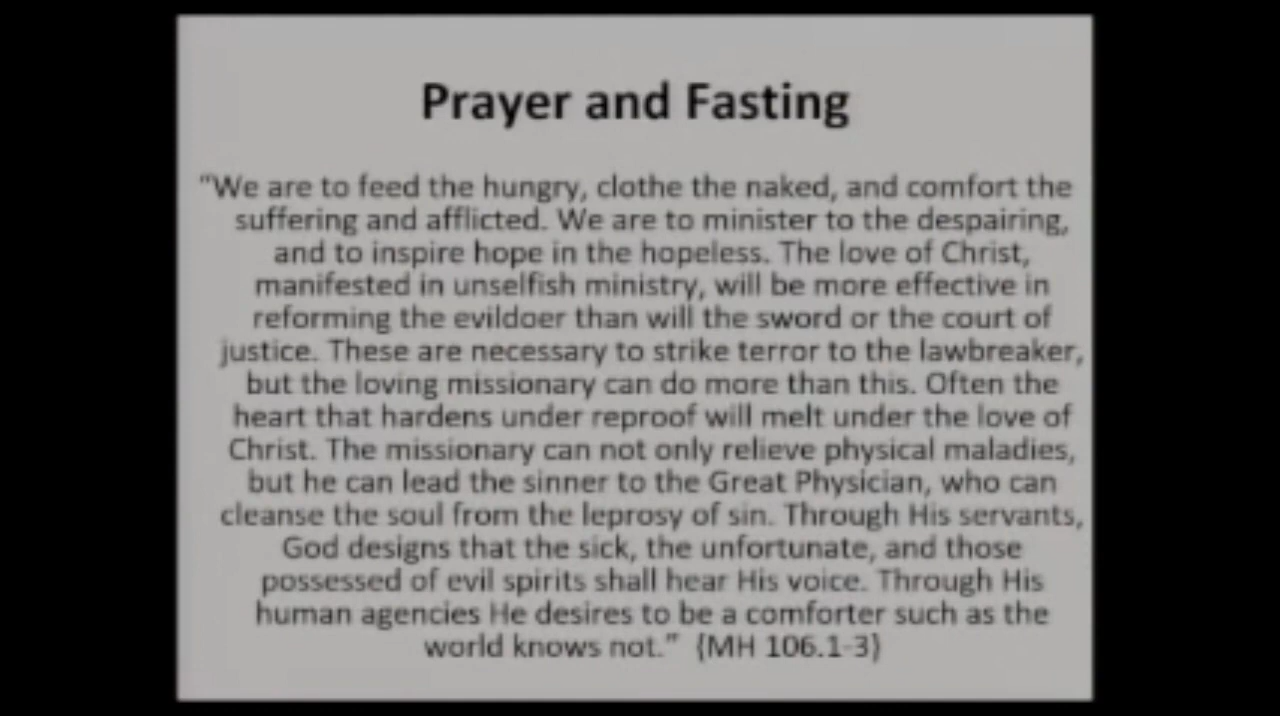 Prayer and Fasting
“We are to feed the hungry, clothe the naked, and comfort the
suffering and afflicted. We are to minister to the despairing,
and to inspire hope in the hopeless. The love of Christ,
manifested in unselfish ministry, will be more effective in
reforming the evildoer than will the sword or the court of
justice. These are necessary to strike terror to the lawbreaker,
but the loving missionary can do more than this. Often the
heart that hardens under reproof will melt under the love of
Christ. The missionary can not only relieve physical maladies,
but he can lead the sinner to the Great Physician, who can
cleanse the soul from the leprosy of sin. Through His servants,
God designs that the sick, the unfortunate, and those
possessed of evil spirits shall hear His voice. Through His
human agencies He desires to be a comforter such as the
world knows not.” {MH 106.1-3}